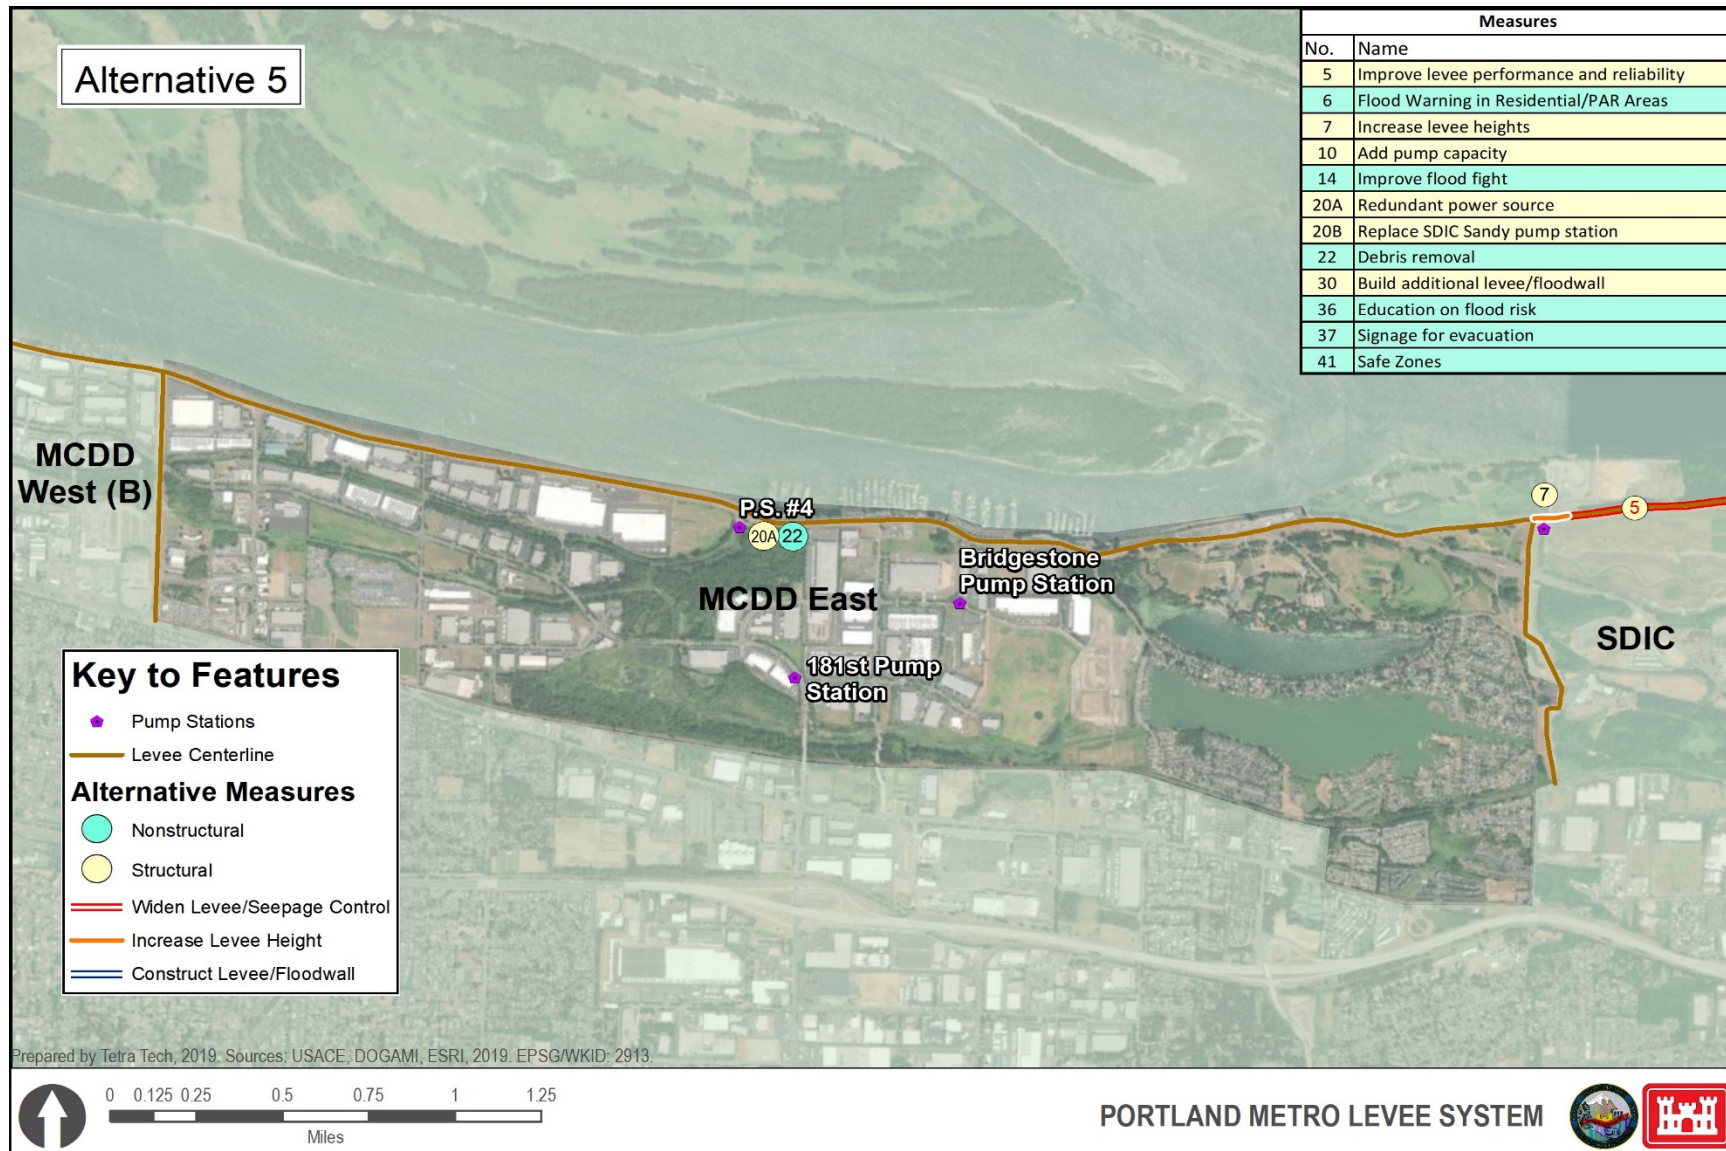 Alternative 5
Measures
No. Name
5 Improve levee performance and reliability
6 Flood Warning in Residential/PAR Areas
7 Increase levee heights
10 Add pump capacity
14 Improve flood fight
20A Redundant power source
20B Replace SDIC Sandy pump station
22 Debris removal
30 Build additional levee/floodwall
36 Education on flood risk
37 Signage for evacuation
41 Safe Zones
MCDD
West (B)
P.S. #4
20A 22
7
5
Bridgestone
Pump Station
MCDD East
SDIC
181st Pump
Station
Key to Features
Pump Stations
Levee Centerline
Alternative Measures
Nonstructural
Structural
Widen Levee/Seepage Control
Increase Levee Height
Construct Levee/Floodwall
Prepared by Tetra Tech, 2019. Sources: USACE, DOGAMI, ESRI, 2019. EPSG/WKID: 2913.
0 0.125 0.25 0.5 0.75 1 1.25
Miles
PORTLAND METRO LEVEE SYSTEM